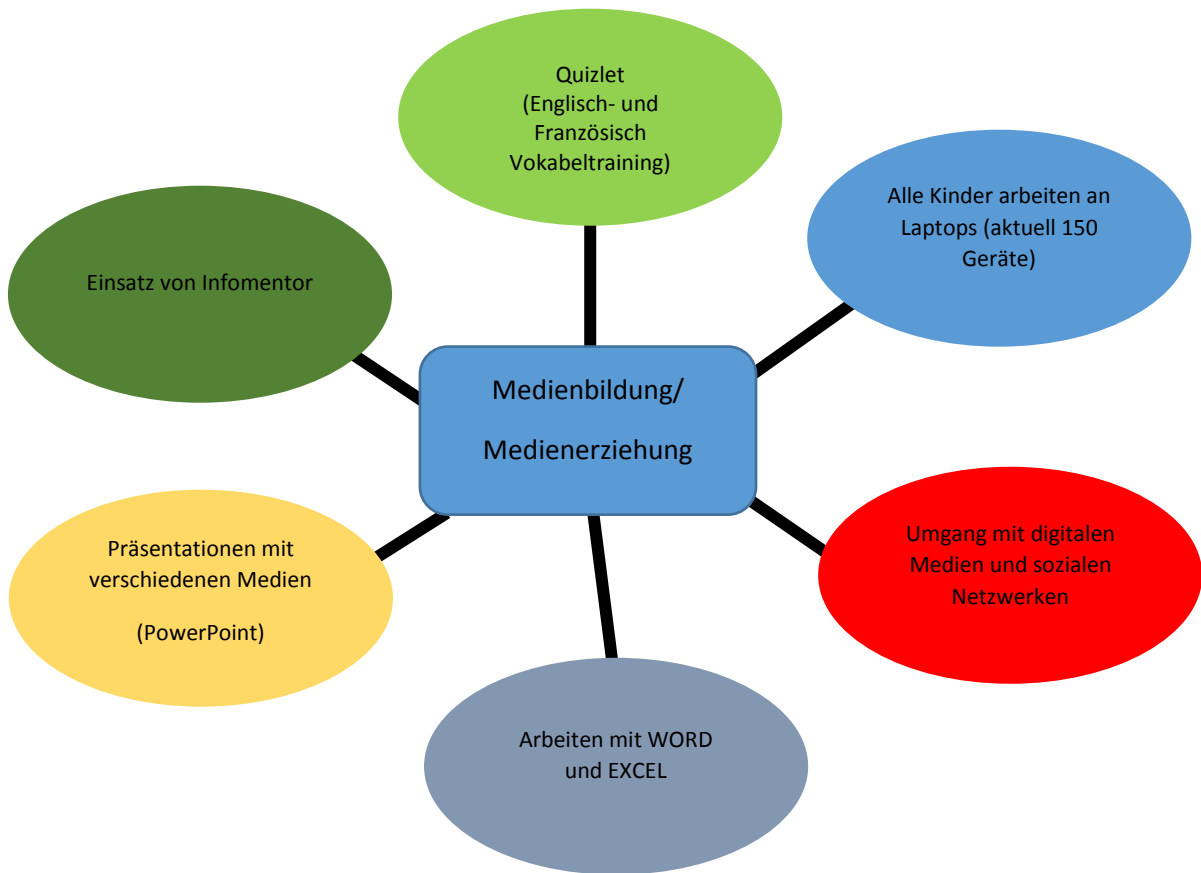 Quizlet
(Englisch- und
Französisch
Vokabeltraining)
Alle Kinder arbeiten an
Laptops (aktuell 150
Geräte)
Einsatz von Infomentor
Medienbildung/
Medienerziehung
Umgang mit digitalen
Medien und sozialen
Netzwerken
Präsentationen mit
verschiedenen Medien
(PowerPoint)
Arbeiten mit WORD
und EXCEL